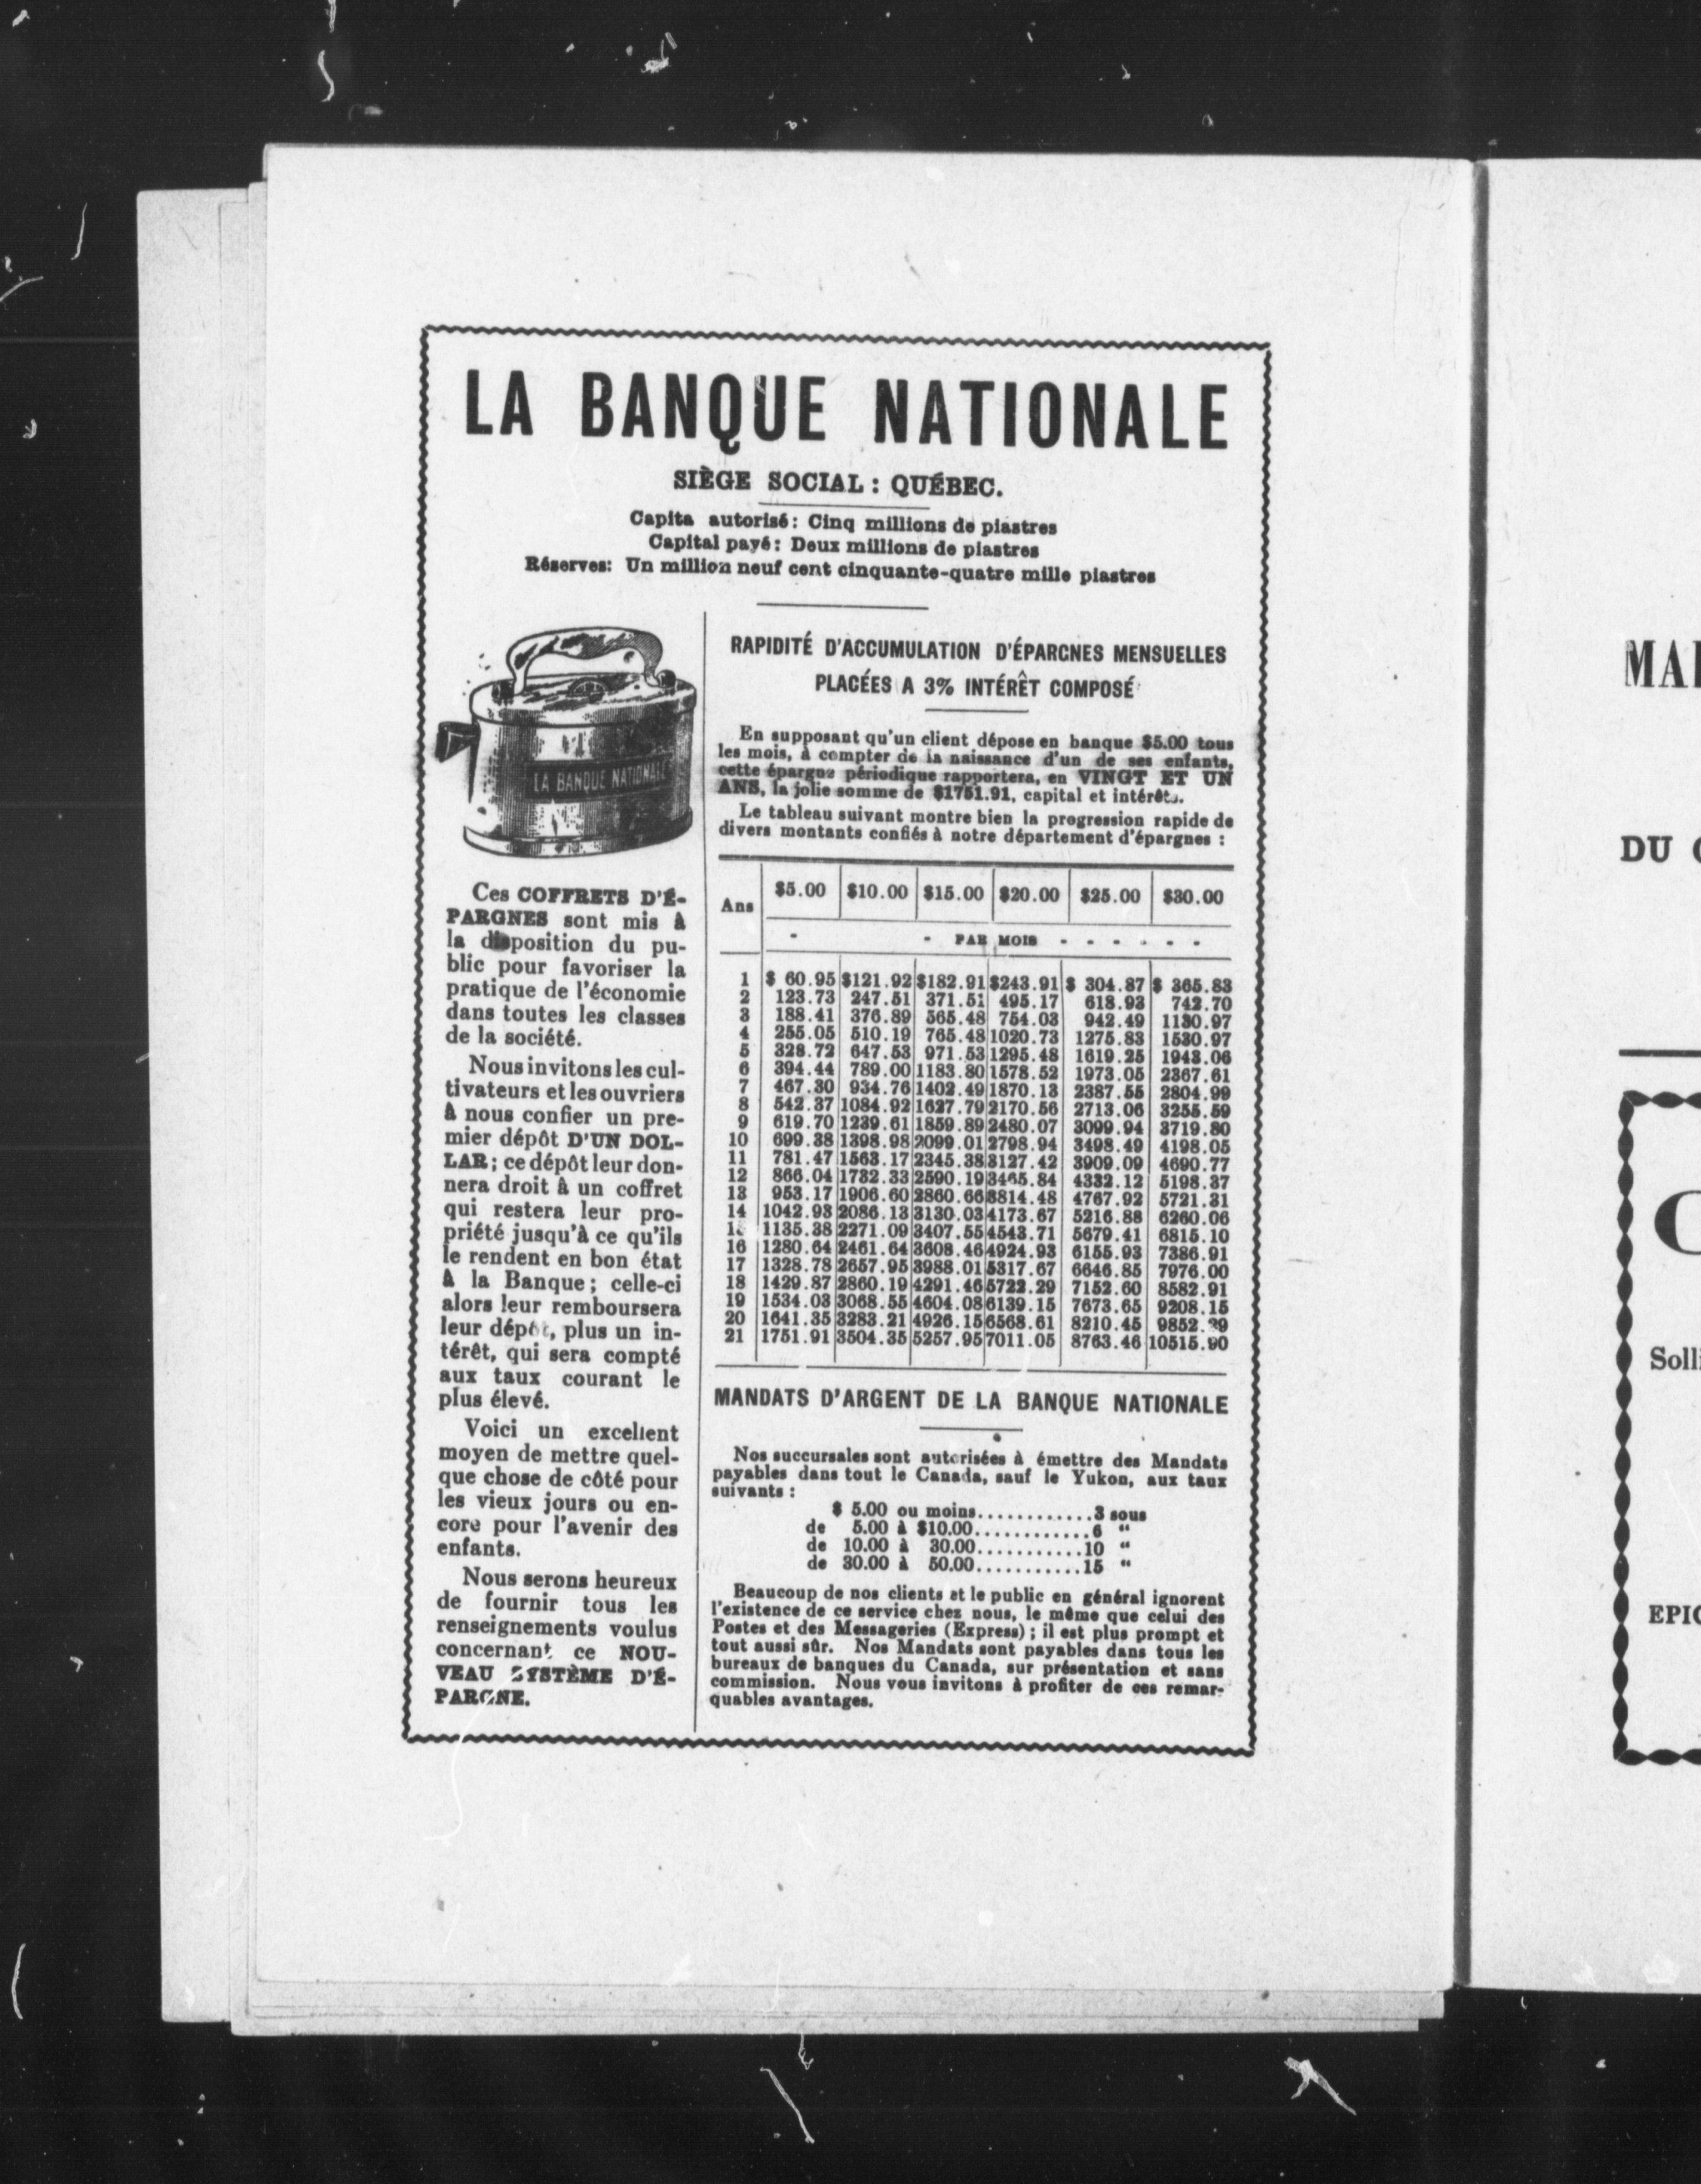 LA BANQUE NATIONALE
SIÈGE SOCIAL : QUÉBEC.
Capita autorisé : Cinq millions de piastres
Capital payé : Deux millions de piastres
Réserves: Un million neuf cent cinquante-quatre mille piastres
LA BANQUE NATIONALE
Ces COFFRETS D'É-
PARGNES sont mis à
la disposition du pu-
blic pour favoriser la
pratique de l'économie
dans toutes les classes
de la société.
Nous invitons les cul-
tivateurs et les ouvriers
à nous confier un pre-
mier dépôt D'UN DOL-
LAR ; ce dépôt leur don-
nera droit à un coffret
qui restera leur pro-
priété jusqu'à ce qu'ils
le rendent en bon état
à la Banque ; celle-ci
alors leur remboursera
leur dépôt, plus un in-
térêt, qui sera compté
aux taux courant le
plus élevé.
Voici un excellent
moyen de mettre quel-
que chose de côté pour
les vieux jours ou en-
core pour l'avenir des
enfants.
Nous serons heureux
de fournir tous les
renseignements voulus
concernant ce NOU-
VEAU SYSTÈME D'É-
PARGNE.
RAPIDITÉ D'ACCUMULATION D'ÉPARGNES MENSUELLES
PLACÉES A 3% INTÉRÊT COMPOSÉ
En supposant qu'un client dépose en banque $5.00 tous
les mois, à compter de la naissance d'un de ses enfants,
cette épargne périodique rapportera, en VINGT ET UN
ANS, la jolie somme de $1751.91, capital et intérêts.
Le tableau suivant montre bien la progression rapide de
divers montants confiés à notre département d'épargnes :
Ans $5.00 $10.00 $15.00 $20.00 $25.00 $30.00
- - PAR MOIS - - - - - -
1 $ 60.95 $121.92 $182.91 $243.91 $ 304.87 $ 365.83
2 123.73 247.51 371.51 495.17 618.93 742.70
3 188.41 376.89 565.48 754.03 942.49 1130.97
4 255.05 510.19 765.48 1020.73 1275.83 1530.97
5 328.72 647.53 971.53 1295.48 1619.25 1943.06
6 394.44 789.00 1183.80 1578.52 1973.05 2367.61
7 467.30 934.76 1402.49 1870.13 2387.55 2804.99
8 542.37 1084.92 1627.79 2170.56 2713.06 3255.59
9 619.70 1239.61 1859.89 2480.07 3099.94 3719.80
10 699.38 1398.98 2099.01 2798.94 3498.49 4198.05
11 781.47 1563.17 2345.38 3127.42 3909.09 4690.77
12 866.04 1732.33 2590.19 3465.84 4332.12 5198.37
13 953.17 1906.60 2860.66 3814.48 4767.92 5721.31
14 1042.93 2086.13 3130.03 4173.67 5216.88 6260.06
15 1135.38 2271.09 3407.55 4543.71 5679.41 6815.10
16 1280.64 2461.64 3608.46 4924.93 6155.93 7386.91
17 1328.78 2657.95 3988.01 5317.67 6646.85 7976.00
18 1429.87 2860.19 4291.46 5722.29 7152.60 8582.91
19 1534.03 3068.55 4604.08 6139.15 7673.65 9208.15
20 1641.35 3283.21 4926.15 6568.61 8210.45
21 1751.91 3504.35 5257.95 7011.05 8763.46 10515.90
MANDATS D'ARGENT DE LA BANQUE NATIONALE
Nos succursales sont autorisées à émettre des Mandats
payables dans tout le Canada, sauf le Yukon, aux taux
suivants :
$ 5.00 ou moins............3 sous
de 5.00 à $10.00............6 "
de 10.00 à 30.00...........10 "
de 30.00 à 50.00...........15 "
Beaucoup de nos clients et le public en général ignorent
l'existence de ce service chez nous, le même que celui des
Postes et des Messageries (Express) ; il est plus prompt et
tout aussi sûr. Nos Mandats sont payables dans tous les
bureaux de banques du Canada, sur présentation et sans
commission. Nous vous invitons à profiter de ces remar-
quables avantages.
DU